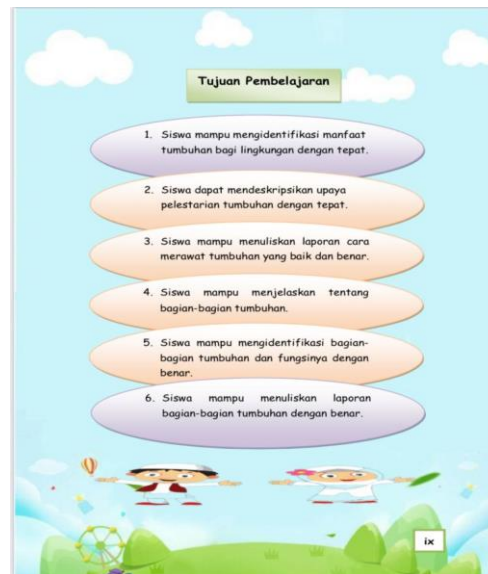 Tujuan Pembelajaran
1. Siswa mampu mengidentifikasi manfaat
tumbuhan bagi lingkungan dengan tepat.
2. Siswa dapat mendeskripsikan upaya
pelestarian tumbuhan dengan tepat.
3. Siswa mampu menuliskan laporan cara
merawat tumbuhan yang baik dan benar.
4. Siswa mampu menjelaskan tentang
bagian-bagian tumbuhan.
5. Siswa mampu mengidentifikasi bagian-
bagian tumbuhan dan fungsinya dengan
benar.
6. Siswa mampu menuliskan laporan
bagian-bagian tumbuhan dengan benar.
ix